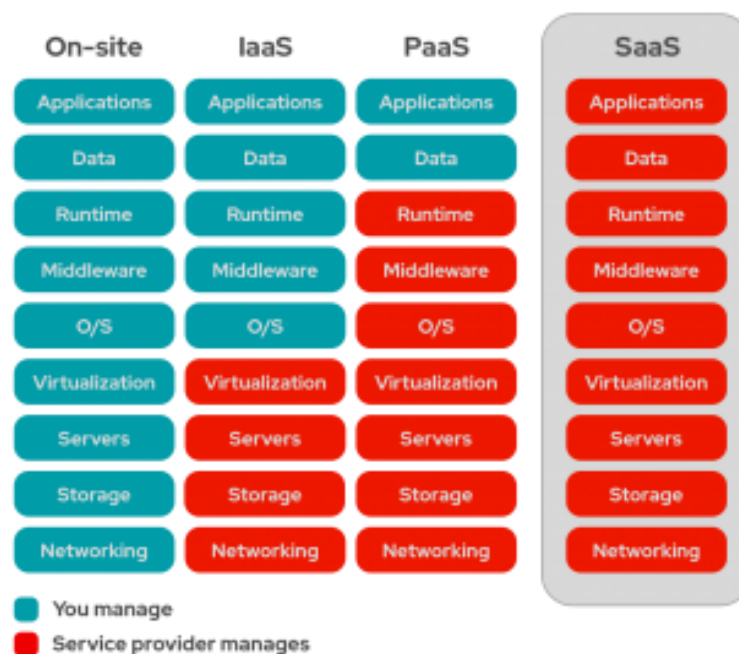 On-site IaaS PaaS SaaS
Applications Applications Applications Applications
Data Data Data Data
Runtime Runtime Runtime Runtime
Middleware Middleware Middleware Middleware
O/S O/S O/S O/S
Virtualization Virtualization Virtualization Virtualization
Servers Servers Servers Servers
Storage Storage Storage Storage
Networking Networking Networking Networking
You manage
Service provider manages